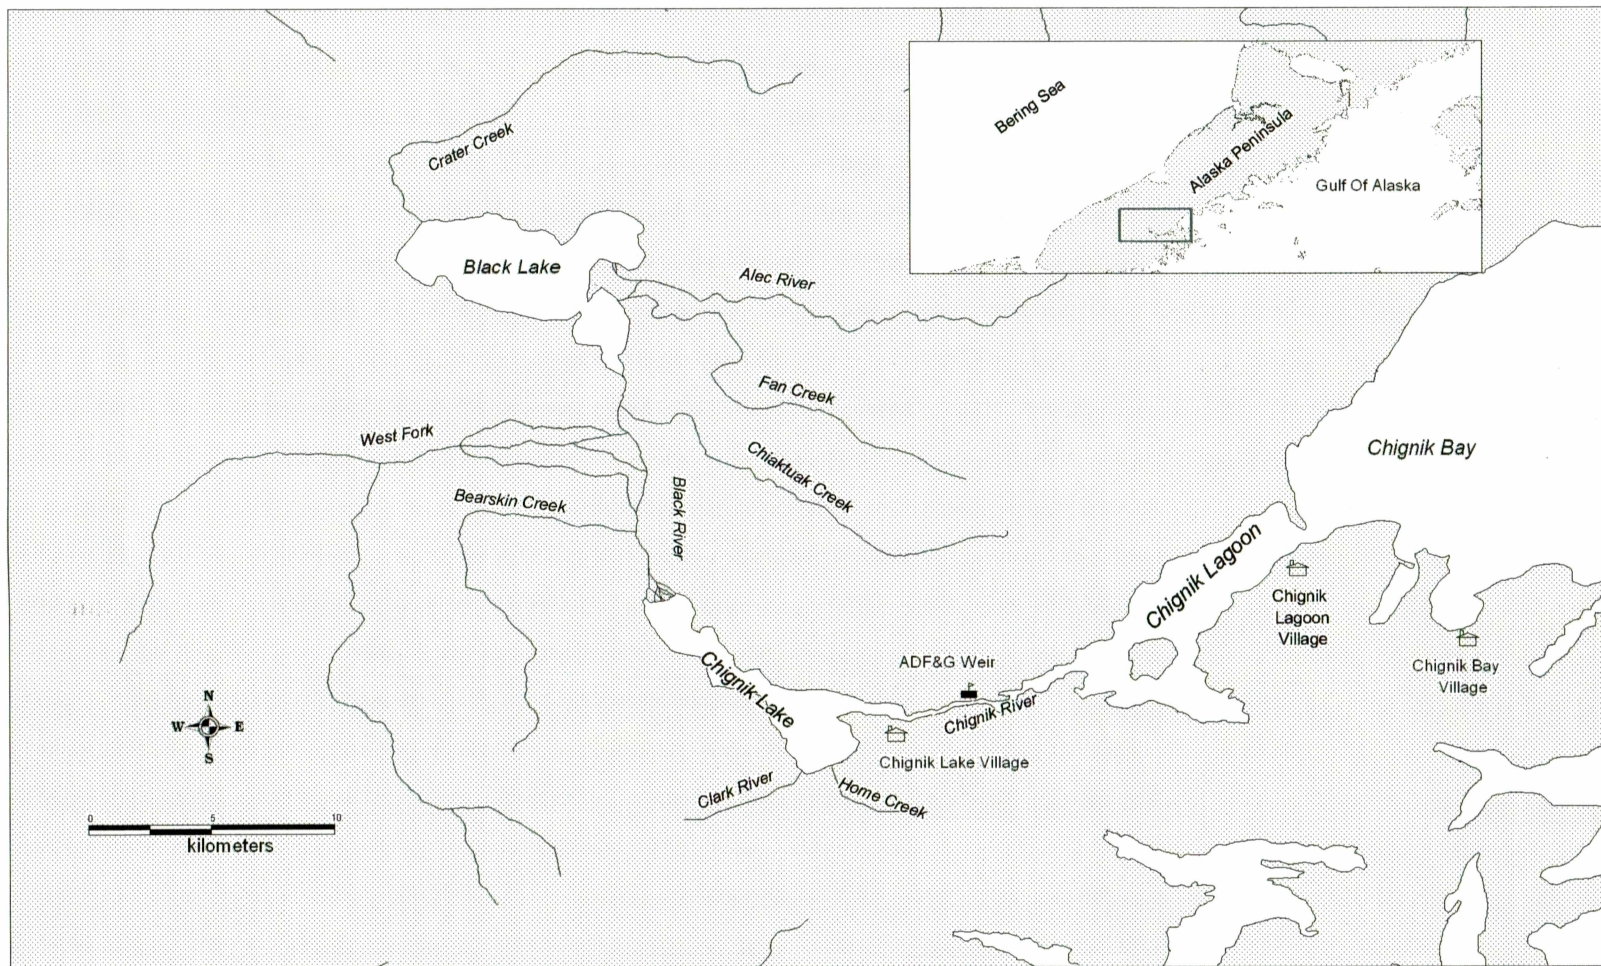 Crater Creek
Bering Sea
Alaska Peninsula
Gulf Of Alaska
Black Lake
Alec River
Fan Creek
West Fork
Chignik Bay
Chiaktuak Creek
Bearskin Creek
Black River
Chignik Lagoon
Chignik
Lagoon
Village
ADF&G Weir
Chignik Bay
Village
Chignik Lake
Chignik River
Chignik Lake Village
Clark River
Home Creek
N
W E
S
0 5 10
kilometers